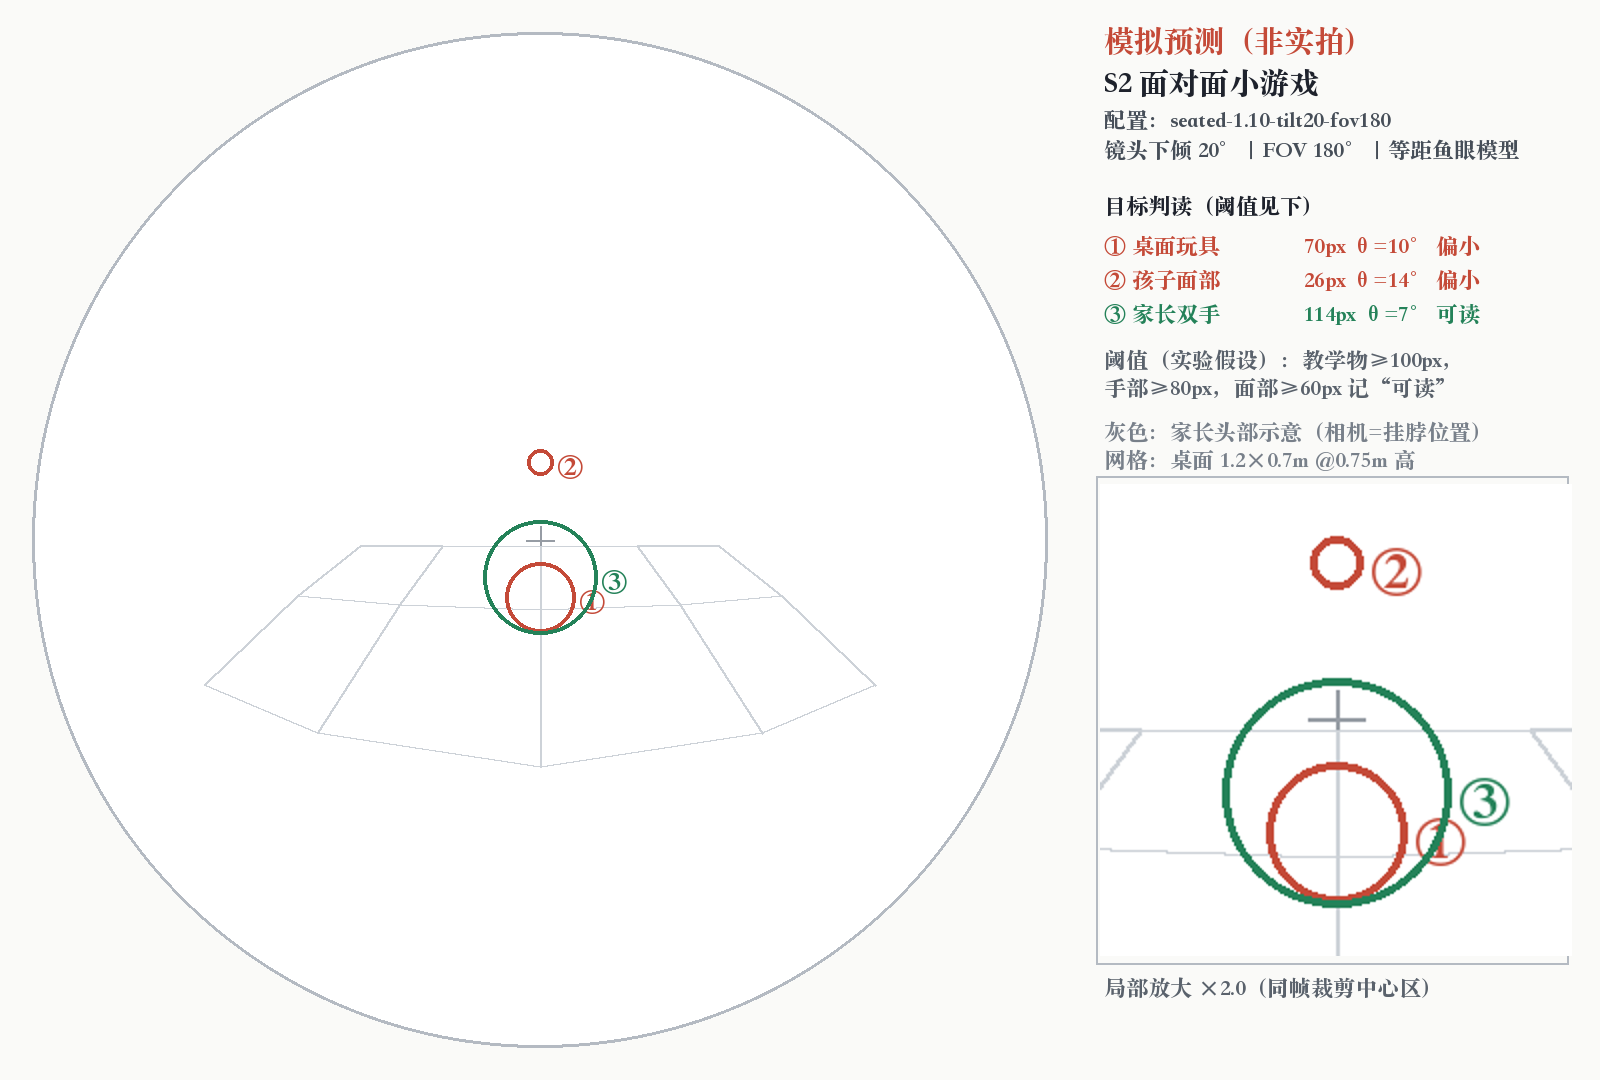 模拟预测（非实拍）
S2 面对面小游戏
配置：seated-1.10-tilt20-fov180
镜头下倾 20° ｜FOV 180° ｜等距鱼眼模型
目标判读（阈值见下）
① 桌面玩具 70px θ=10° 偏小
② 孩子面部 26px θ=14° 偏小
③ 家长双手 114px θ=7° 可读
阈值（实验假设）：教学物≥100px，
手部≥80px，面部≥60px 记“可读”
灰色：家长头部示意（相机=挂脖位置）
网格：桌面 1.2×0.7m @0.75m 高
②
③
①
②
③
①
局部放大 ×2.0（同帧裁剪中心区）